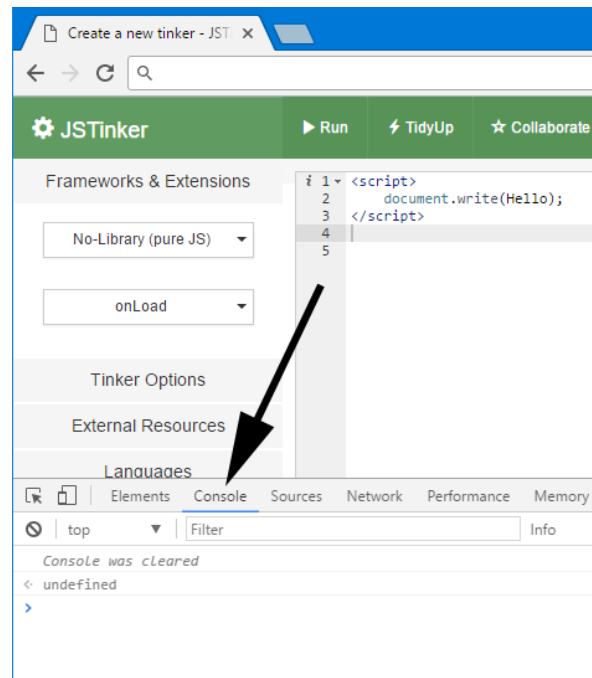 Create a new tinker - JST
JSTinker
Run TidyUp Collaborate
Frameworks & Extensions
No-Library (pure JS)
onLoad
Tinker Options
External Resources
Languages
i 1 <script>
2 document.write(Hello);
3 </script>
4
5
Elements Console Sources Network Performance Memory
top Filter Info
Console was cleared
undefined